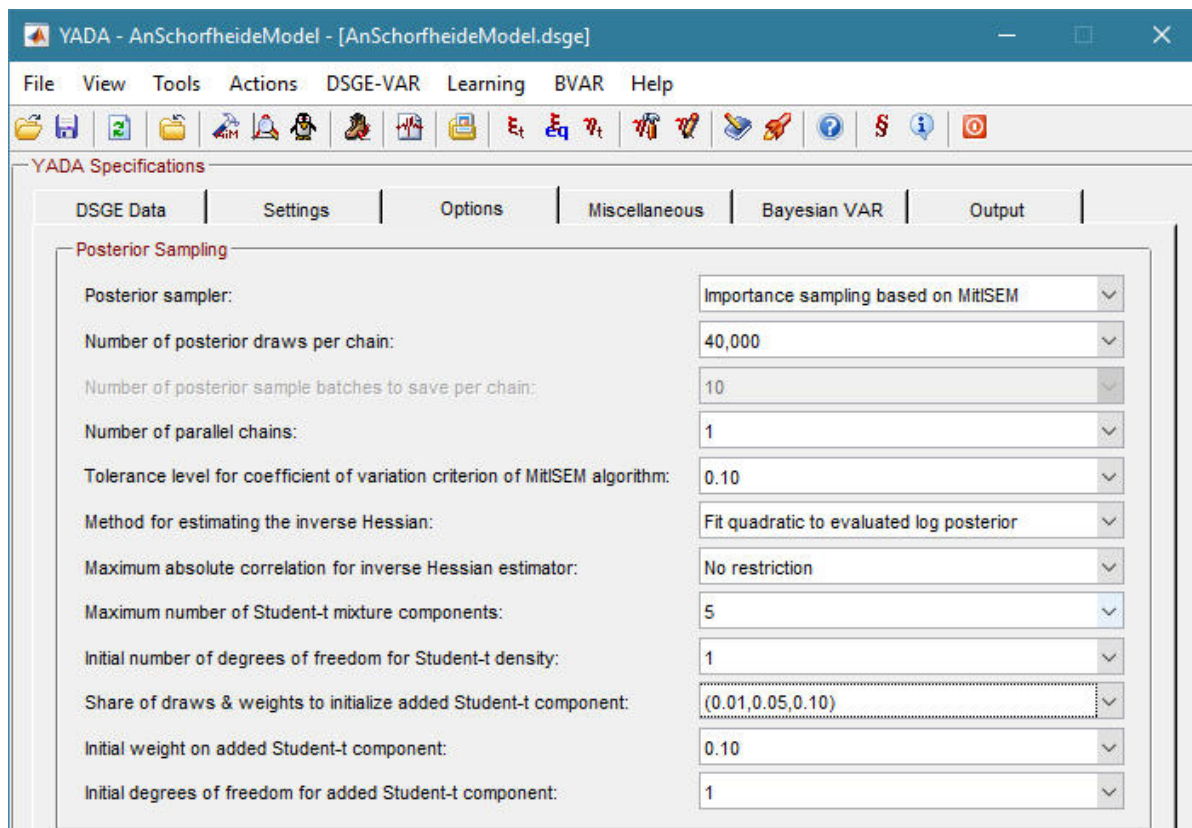 YADA - AnSchorfheideModel - [AnSchorfheideModel.dsge]
File View Tools Actions DSGE-VAR Learning BVAR Help
AiM ξt ξq ηt § i
YADA Specifications
DSGE Data Settings Options Miscellaneous Bayesian VAR Output
Posterior Sampling
Posterior sampler: Importance sampling based on MitISEM
Number of posterior draws per chain: 40,000
Number of posterior sample batches to save per chain: 10
Number of parallel chains: 1
Tolerance level for coefficient of variation criterion of MitISEM algorithm: 0.10
Method for estimating the inverse Hessian: Fit quadratic to evaluated log posterior
Maximum absolute correlation for inverse Hessian estimator: No restriction
Maximum number of Student-t mixture components: 5
Initial number of degrees of freedom for Student-t density: 1
Share of draws & weights to initialize added Student-t component: (0.01,0.05,0.10)
Initial weight on added Student-t component: 0.10
Initial degrees of freedom for added Student-t component: 1